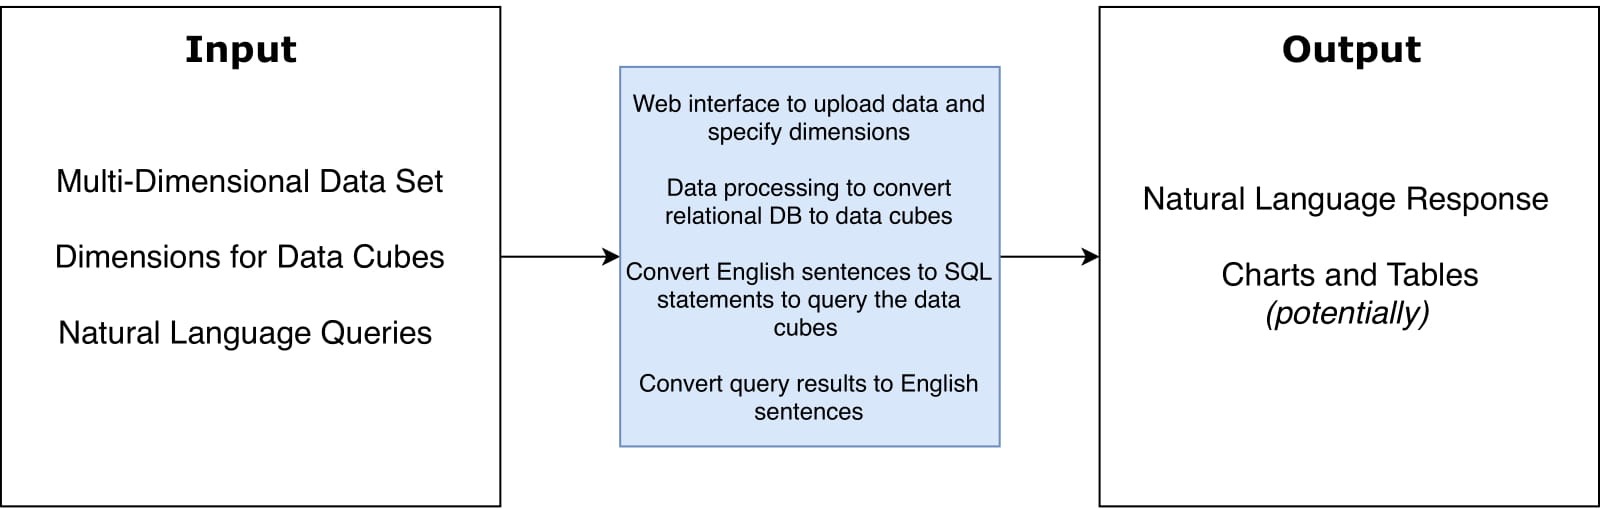 Input
Multi-Dimensional Data Set
Dimensions for Data Cubes
Natural Language Queries
Web interface to upload data and
specify dimensions
Data processing to convert
relational DB to data cubes
Convert English sentences to SQL
statements to query the data
cubes
Convert query results to English
sentences
Output
Natural Language Response
Charts and Tables
(potentially)